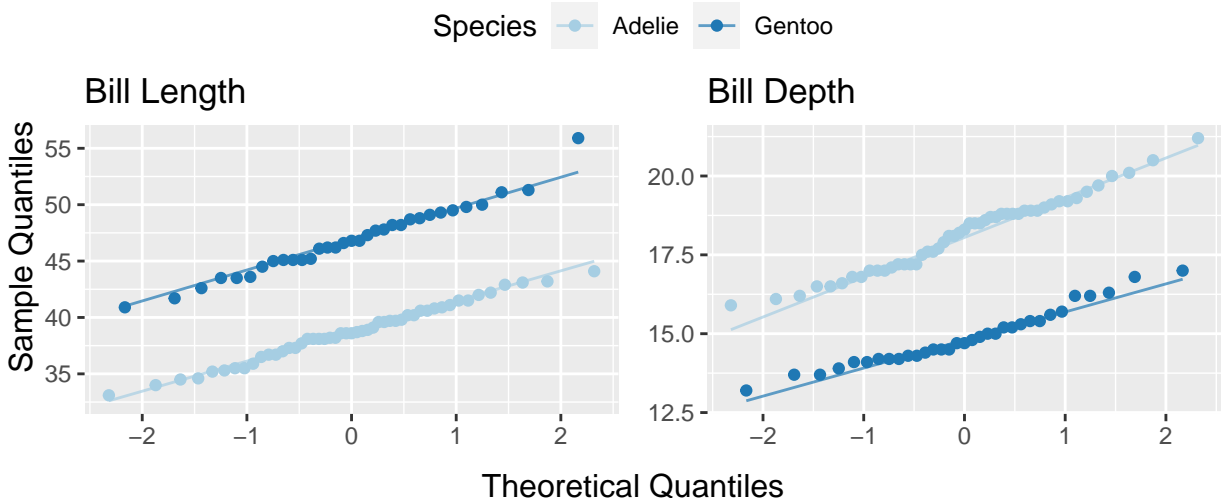 Species Adelie Gentoo
Bill Length
Bill Depth
Sample Quantiles
55
50
45
40
35
−2 −1 0 1 2
20.0
17.5
15.0
12.5
−2 −1 0 1 2
Theoretical Quantiles